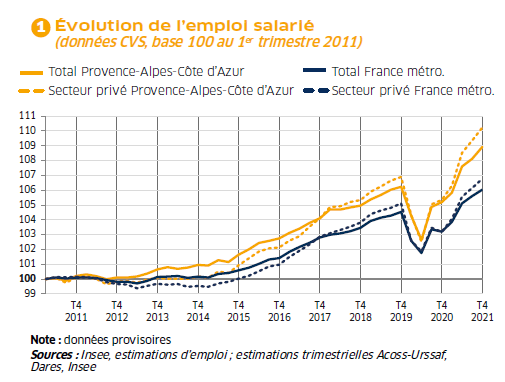 1 Évolution de l'emploi salarié
(données CVS, base 100 au 1er trimestre 2011)
Total Provence-Alpes-Côte d'Azur Total France métro.
Secteur privé Provence-Alpes-Côte d'Azur Secteur privé France métro.
111
110
109
108
107
106
105
104
103
102
101
100
99
T4 T4 T4 T4 T4 T4 T4 T4 T4 T4 T4
2011 2012 2013 2014 2015 2016 2017 2018 2019 2020 2021
Note : données provisoires
Sources : Insee, estimations d'emploi ; estimations trimestrielles Acoss-Urssaf,
Dares, Insee